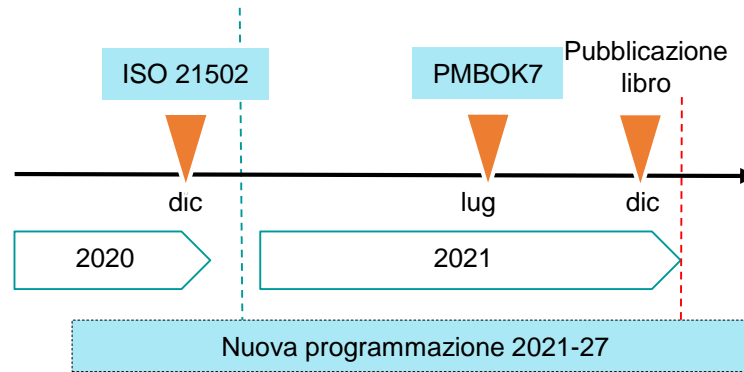 Pubblicazione
libro
ISO 21502
PMBOK7
dic
lug
dic
2020
2021
Nuova programmazione 2021-27